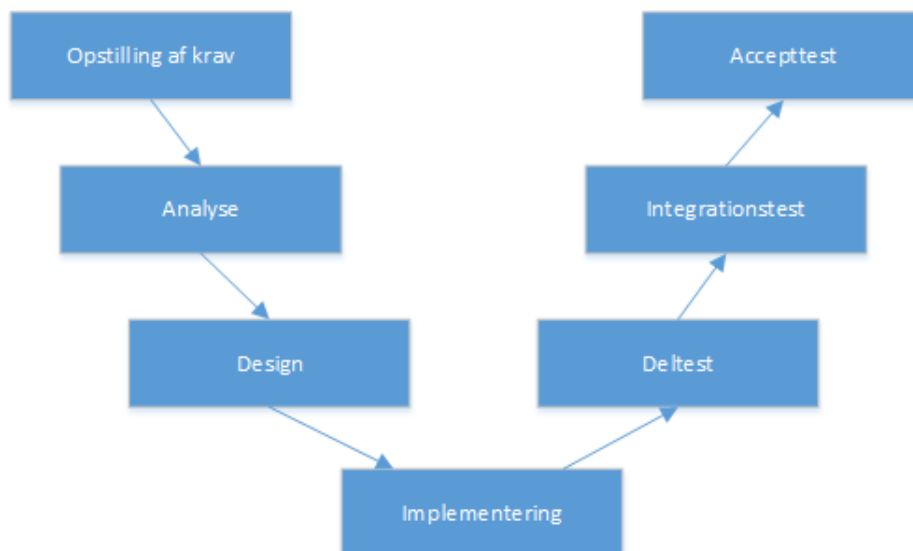 Opstilling af krav
Accepttest
Analyse
Integrationstest
Design
Deltest
Implementering